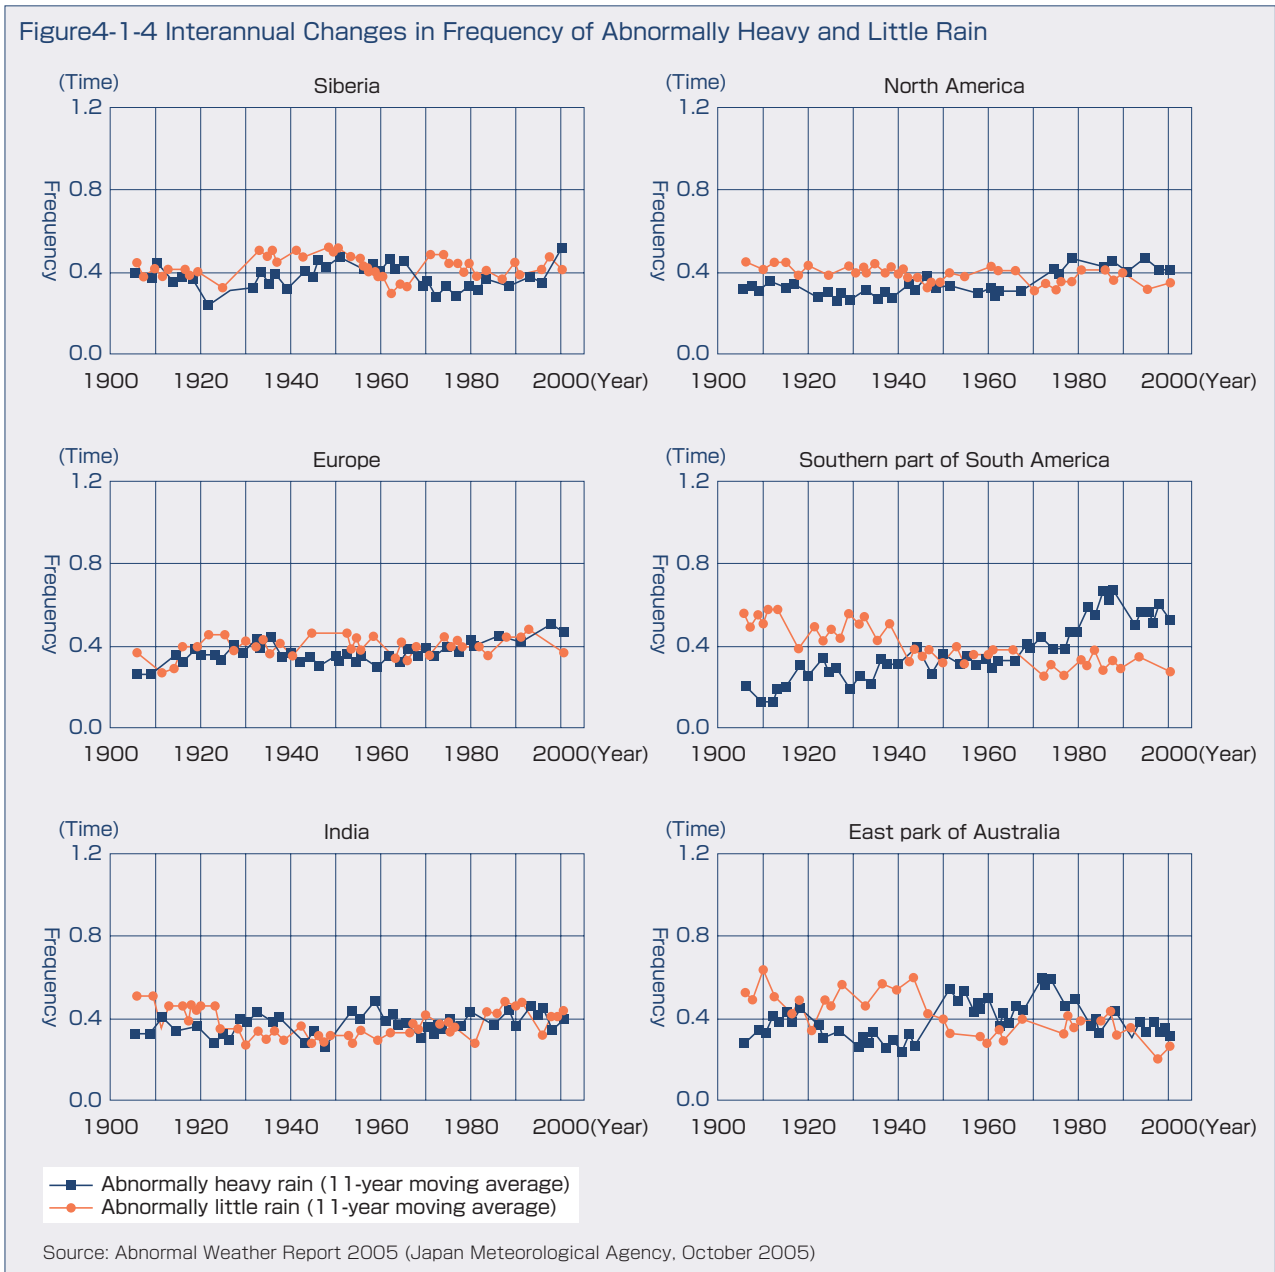 Figure4-1-4 Interannual Changes in Frequency of Abnormally Heavy and Little Rain
(Time)
Siberia
1.2
0.8
Frequency
0.4
0.0
1900 1920 1940 1960 1980 2000(Year)
(Time)
North America
1.2
0.8
Frequency
0.4
0.0
1900 1920 1940 1960 1980 2000(Year)
(Time)
Europe
1.2
0.8
Frequency
0.4
0.0
1900 1920 1940 1960 1980 2000(Year)
(Time)
Southern part of South America
1.2
0.8
Frequency
0.4
0.0
1900 1920 1940 1960 1980 2000(Year)
(Time)
India
1.2
0.8
Frequency
0.4
0.0
1900 1920 1940 1960 1980 2000(Year)
(Time)
East park of Australia
1.2
0.8
Frequency
0.4
0.0
1900 1920 1940 1960 1980 2000(Year)
Abnormally heavy rain (11-year moving average)
Abnormally little rain (11-year moving average)
Source: Abnormal Weather Report 2005 (Japan Meteorological Agency, October 2005)